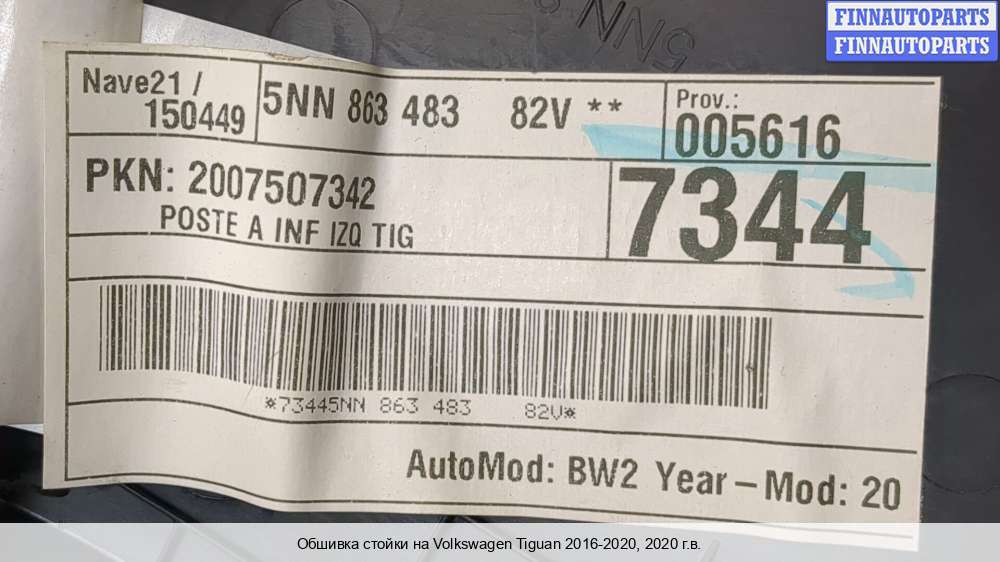 FINNAUTOPARTS
FINNAUTOPARTS
5NN
Nave21 /
150449
5NN 863 483 82V **
Prov.:
005616
PKN: 2007507342
POSTE A INF IZQ TIG
7344
*73445NN 863 483 82V*
AutoMod: BW2 Year-Mod: 20
Обшивка стойки на Volkswagen Tiguan 2016-2020, 2020 г.в.